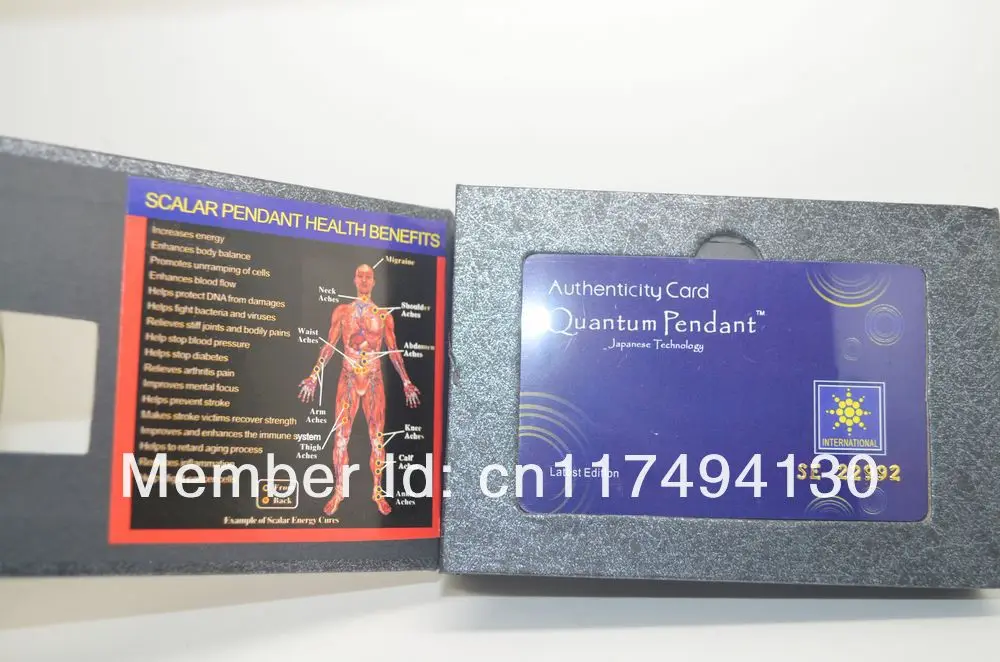 SCALAR PENDANT HEALTH BENEFITS
Increases energy
Enhances body balance
Promotes unrramping of cells
Enhances blood flow
Helps protect DNA from damages
Helps fight bacteria and viruses
Relieves stiff joints and bodily pains
Help stop blood pressure
Helps stop diabetes
Relieves arthritis pain
Improves mental focus
Helps prevent stroke
Makes stroke victims recover strength
Improves and enhances the immune system
Helps to retard aging process
Migraine
Neck
Aches
Shoulder
Aches
Waist
Aches
Abdomen
Aches
Arm
Aches
Knee
Aches
Thigh
Aches
Calf
Aches
Front
Back
Example of Scalar Energy Cures
Authenticity Card
Quantum Pendant™
Japanese Technology
INTERNATIONAL
Latest Edition
SE 22992
Member Id: cn117494130